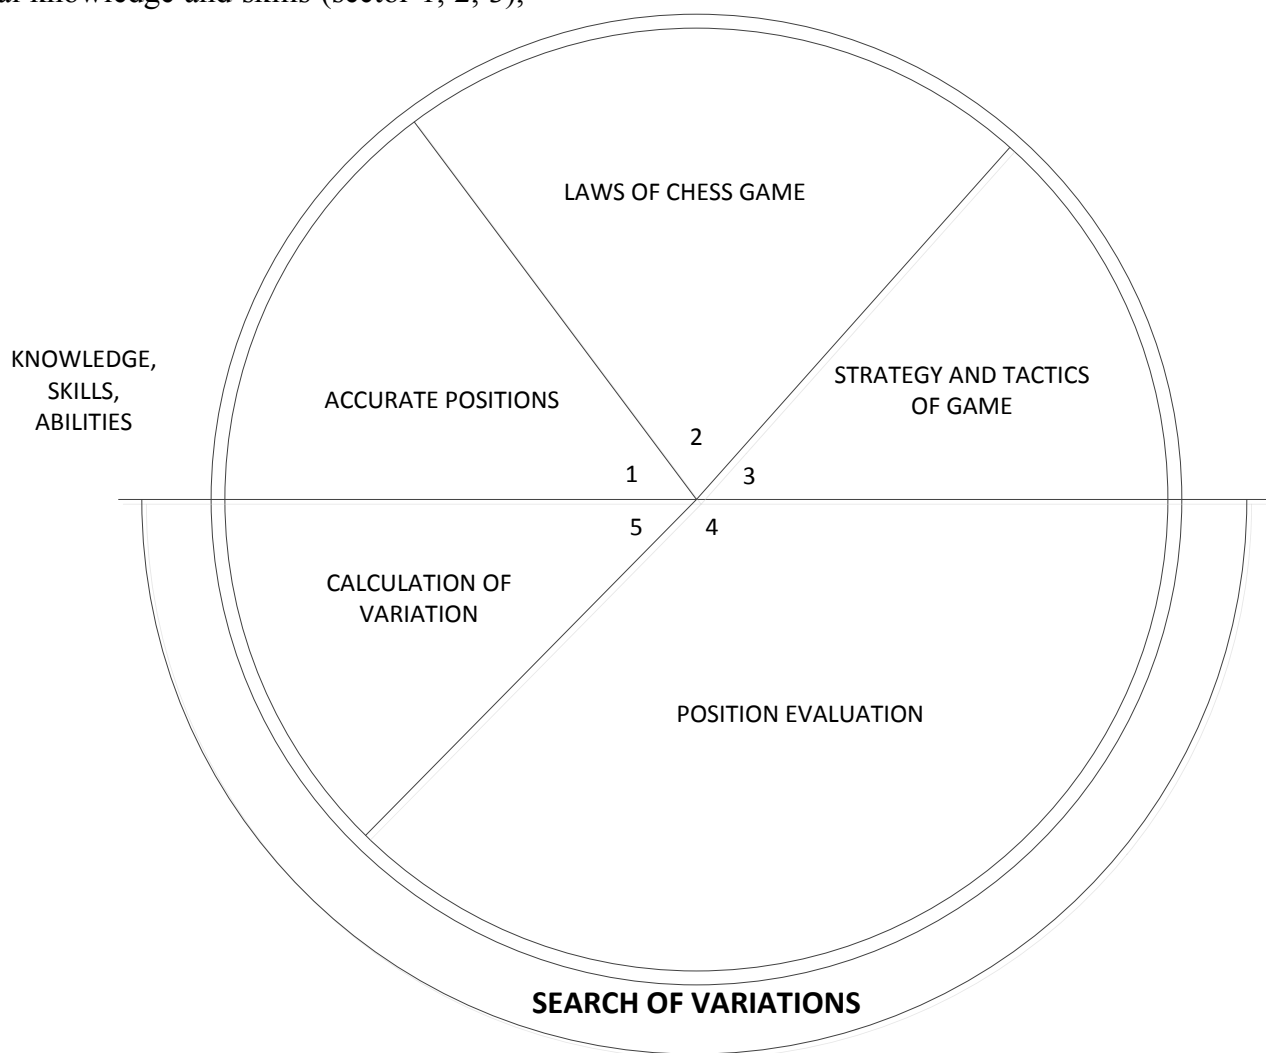 al knowledge and skills (sector 1, 2, 3),
LAWS OF CHESS GAME
KNOWLEDGE,
SKILLS,
ABILITIES
ACCURATE POSITIONS
STRATEGY AND TACTICS
OF GAME
2
1
3
5
4
CALCULATION OF
VARIATION
POSITION EVALUATION
SEARCH OF VARIATIONS